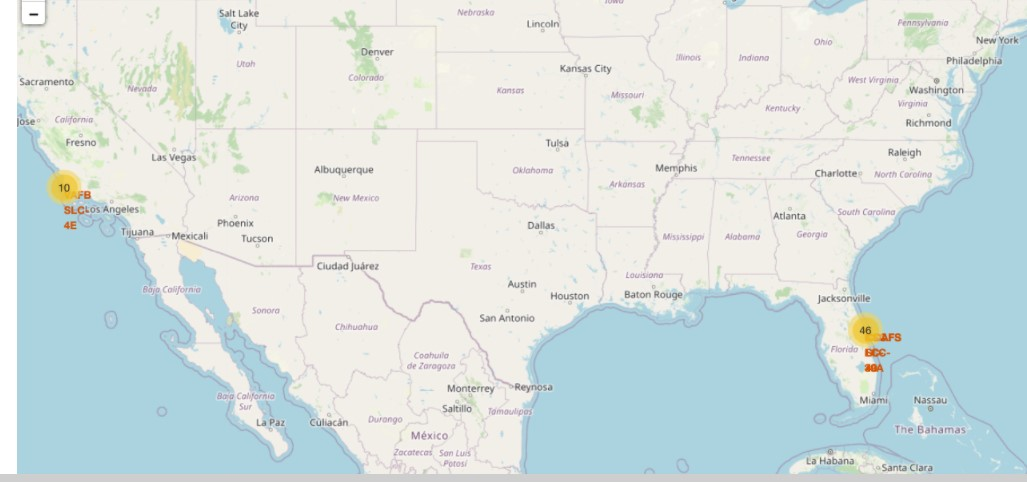 −
Salt Lake
City
Nebraska
Iowa
Lincoln
Ohio
Pennsylvania
New York
Denver
Utah
Colorado
Kansas City
Illinois
Indiana
Philadelphia
Sacramento
Nevada
Kansas
Missouri
West Virginia
Washington
Virginia
Jose
California
Kentucky
Richmond
Fresno
Las Vegas
Tulsa
Tennessee
Raleigh
Albuquerque
Oklahoma
Memphis
Charlotte
North Carolina
10
AFB
SLC-
4E
Los Angeles
Arizona
New Mexico
Arkansas
Atlanta
South Carolina
Phoenix
Tucson
Dallas
Tijuana
Mexicali
Mississippi
Alabama
Georgia
Ciudad Juárez
Texas
Louisiana
Austin
Houston
Baton Rouge
Jacksonville
Baja California
Sonora
San Antonio
Chihuahua
46
AFS
Florida
Coahuila
de Zaragoza
Monterrey
Reynosa
Miami
Nassau
Baja California
Sur
Saltillo
Tamaulipas
La Paz
Culiacán
Durango
México
The Bahamas
Zacatecas
San Luis
Potosí
La Habana
Santa Clara